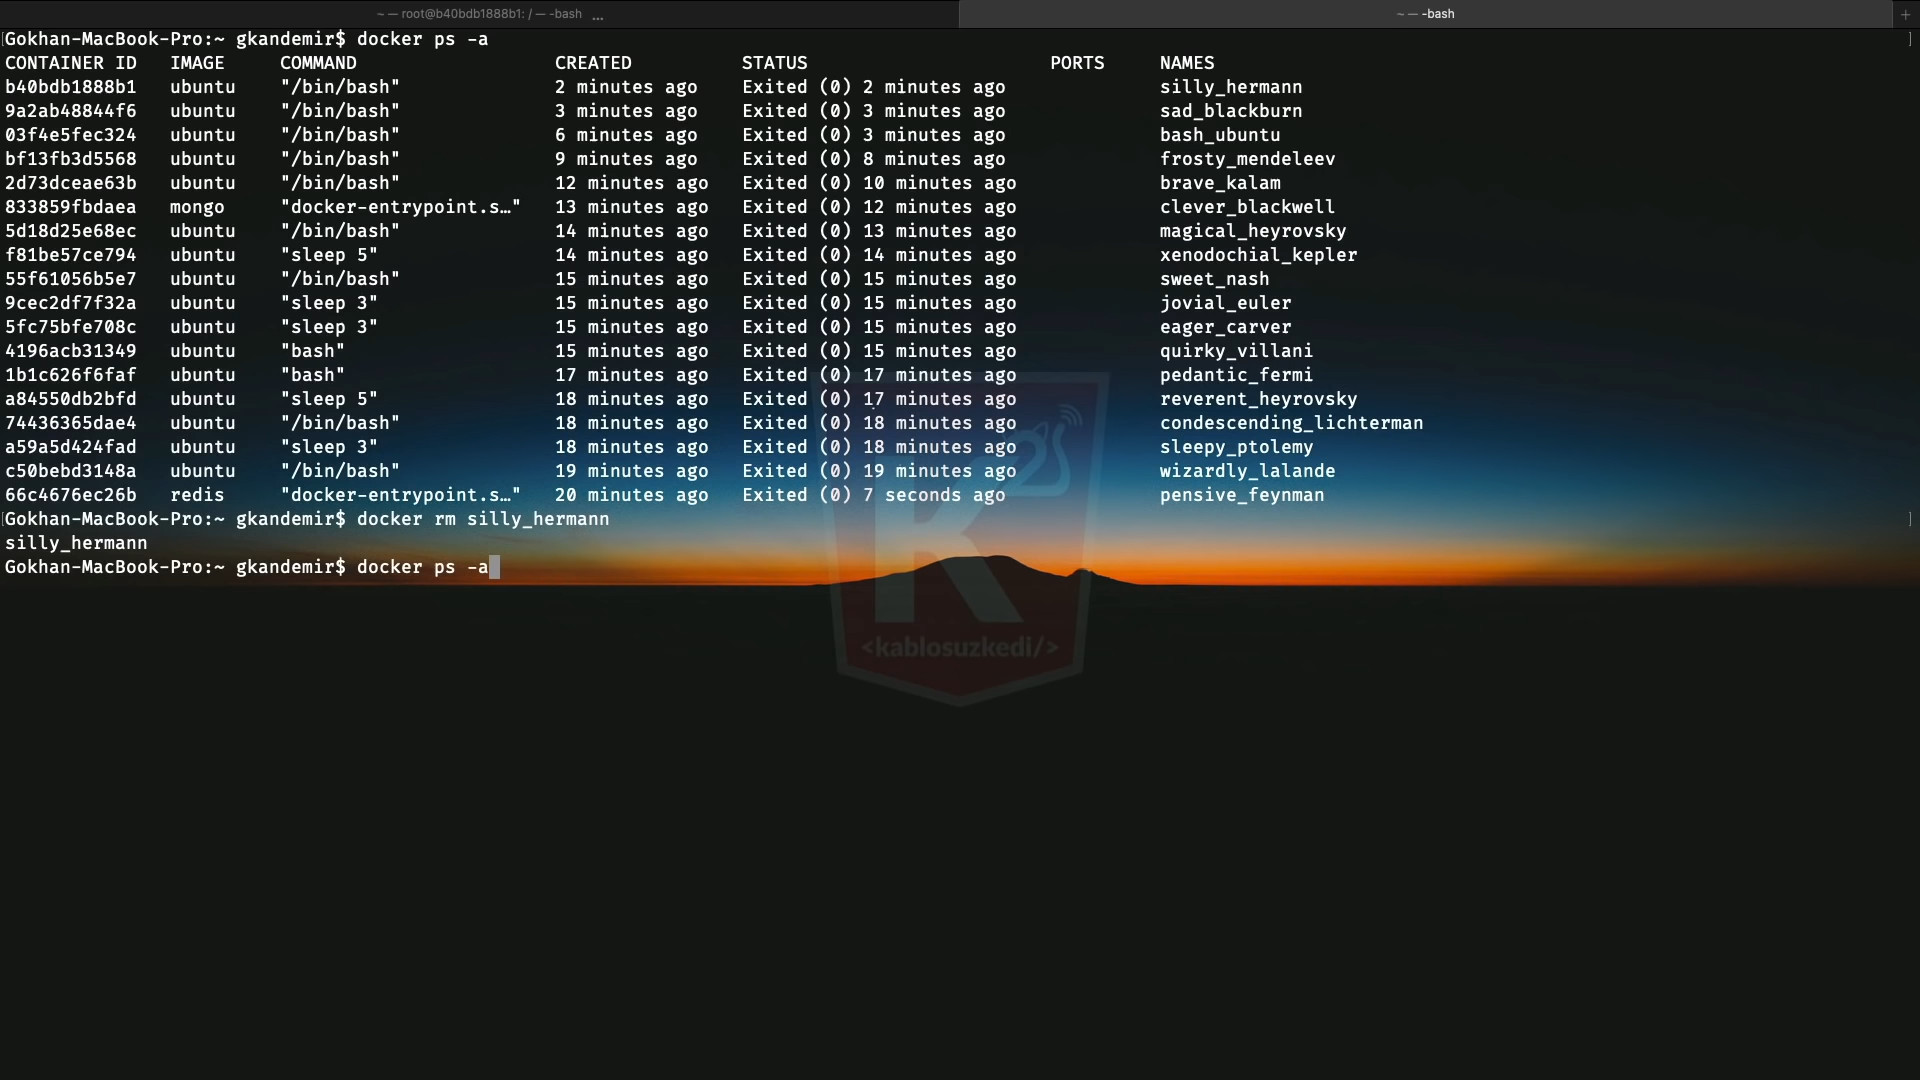 ~ — root@b40bdb1888b1: / — -bash ...
~ — -bash
+
Gokhan-MacBook-Pro:~ gkandemir$ docker ps -a
CONTAINER ID IMAGE COMMAND CREATED STATUS PORTS NAMES
b40bdb1888b1 ubuntu "/bin/bash" 2 minutes ago Exited (0) 2 minutes ago silly_hermann
9a2ab48844f6 ubuntu "/bin/bash" 3 minutes ago Exited (0) 3 minutes ago sad_blackburn
03f4e5fec324 ubuntu "/bin/bash" 6 minutes ago Exited (0) 3 minutes ago bash_ubuntu
bf13fb3d5568 ubuntu "/bin/bash" 9 minutes ago Exited (0) 8 minutes ago frosty_mendeleev
2d73dceae63b ubuntu "/bin/bash" 12 minutes ago Exited (0) 10 minutes ago brave_kalam
833859fbdaea mongo "docker-entrypoint.s…" 13 minutes ago Exited (0) 12 minutes ago clever_blackwell
5d18d25e68ec ubuntu "/bin/bash" 14 minutes ago Exited (0) 13 minutes ago magical_heyrovsky
f81be57ce794 ubuntu "sleep 5" 14 minutes ago Exited (0) 14 minutes ago xenodochial_kepler
55f61056b5e7 ubuntu "/bin/bash" 15 minutes ago Exited (0) 15 minutes ago sweet_nash
9cec2df7f32a ubuntu "sleep 3" 15 minutes ago Exited (0) 15 minutes ago jovial_euler
5fc75bfe708c ubuntu "sleep 3" 15 minutes ago Exited (0) 15 minutes ago eager_carver
4196acb31349 ubuntu "bash" 15 minutes ago Exited (0) 15 minutes ago quirky_villani
1b1c626f6faf ubuntu "bash" 17 minutes ago Exited (0) 17 minutes ago pedantic_fermi
a84550db2bfd ubuntu "sleep 5" 18 minutes ago Exited (0) 17 minutes ago reverent_heyrovsky
74436365dae4 ubuntu "/bin/bash" 18 minutes ago Exited (0) 18 minutes ago condescending_lichterman
a59a5d424fad ubuntu "sleep 3" 18 minutes ago Exited (0) 18 minutes ago sleepy_ptolemy
c50bebd3148a ubuntu "/bin/bash" 19 minutes ago Exited (0) 19 minutes ago wizardly_lalande
66c4676ec26b redis "docker-entrypoint.s…" 20 minutes ago Exited (0) 7 seconds ago pensive_feynman
Gokhan-MacBook-Pro:~ gkandemir$ docker rm silly_hermann
silly_hermann
Gokhan-MacBook-Pro:~ gkandemir$ docker ps -a
K2
<kablosuzkedi/>